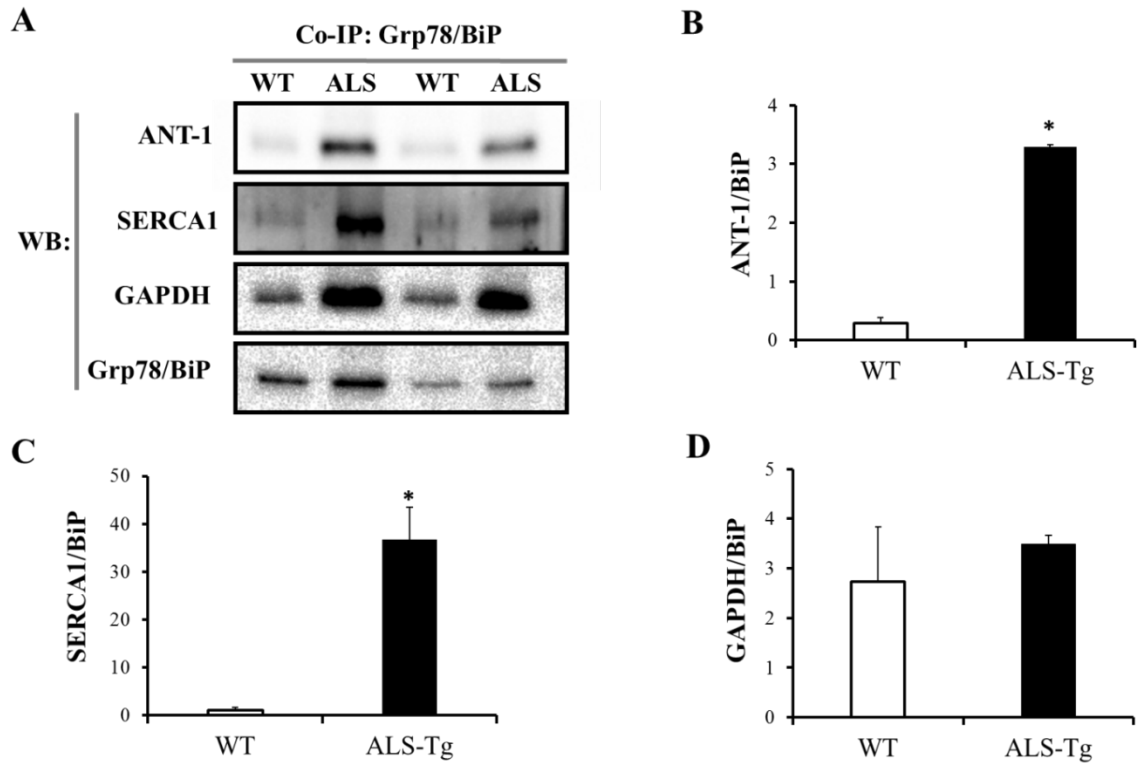 A
Co-IP: Grp78/BiP
WT ALS WT ALS
WB:
ANT-1
SERCA1
GAPDH
Grp78/BiP
B
ANT-1/BiP
4
3
2
1
0
*
WT ALS-Tg
C
SERCA1/BiP
50
40
30
20
10
0
*
WT ALS-Tg
D
GAPDH/BiP
5
4
3
2
1
0
WT ALS-Tg